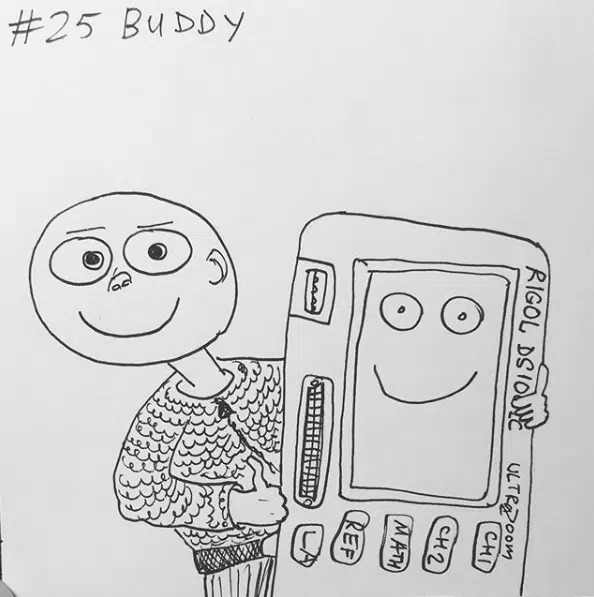 #25 BUDDY
RIGOL DS10
ULTRAZOOM
LA
REF
MATH
CH2
CH1